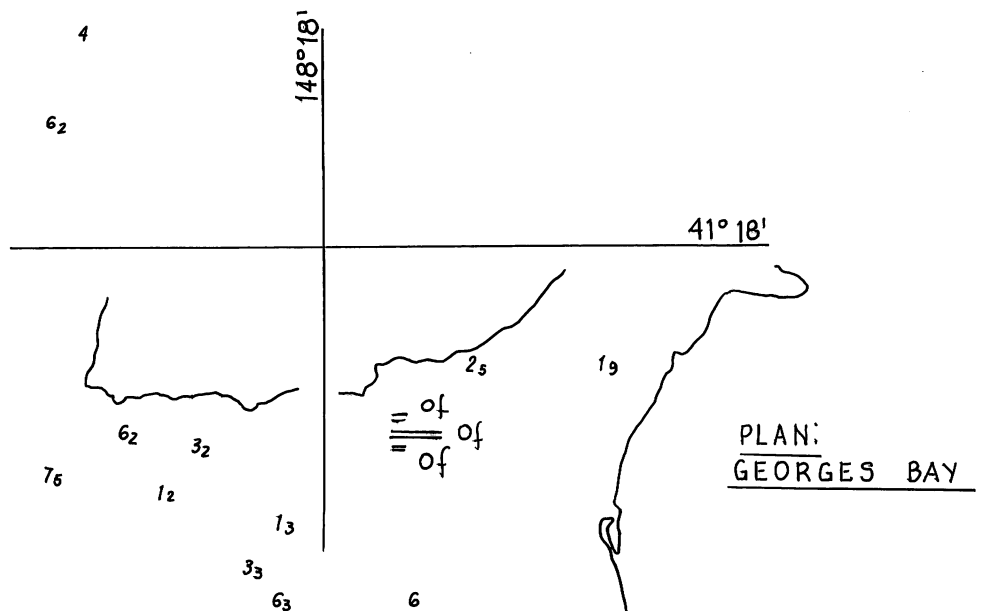 4
148°18'
6₂
41° 18'
2₅
1₉
= of
of
= of
6₂ 3₂
PLAN:
GEORGES BAY
7₆
1₂
1₃
3₃
6₃ 6